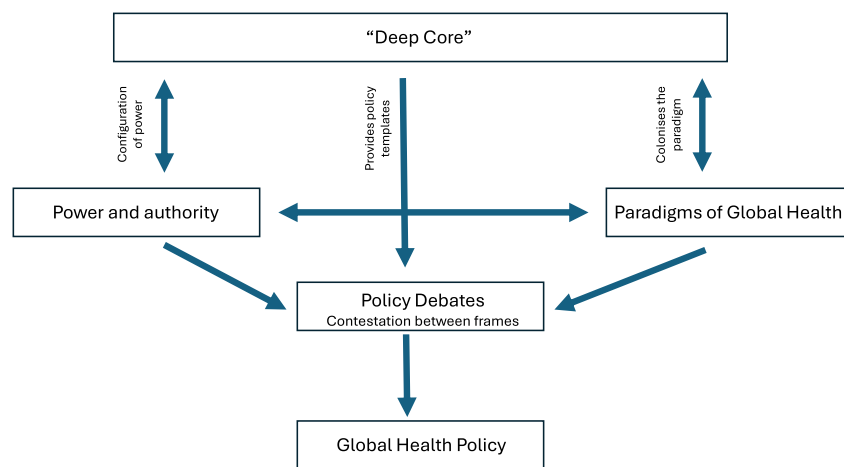 “Deep Core”
Configuration
of power
Provides policy
templates
Colonises the
paradigm
Power and authority
Paradigms of Global Health
Policy Debates
Contestation between frames
Global Health Policy